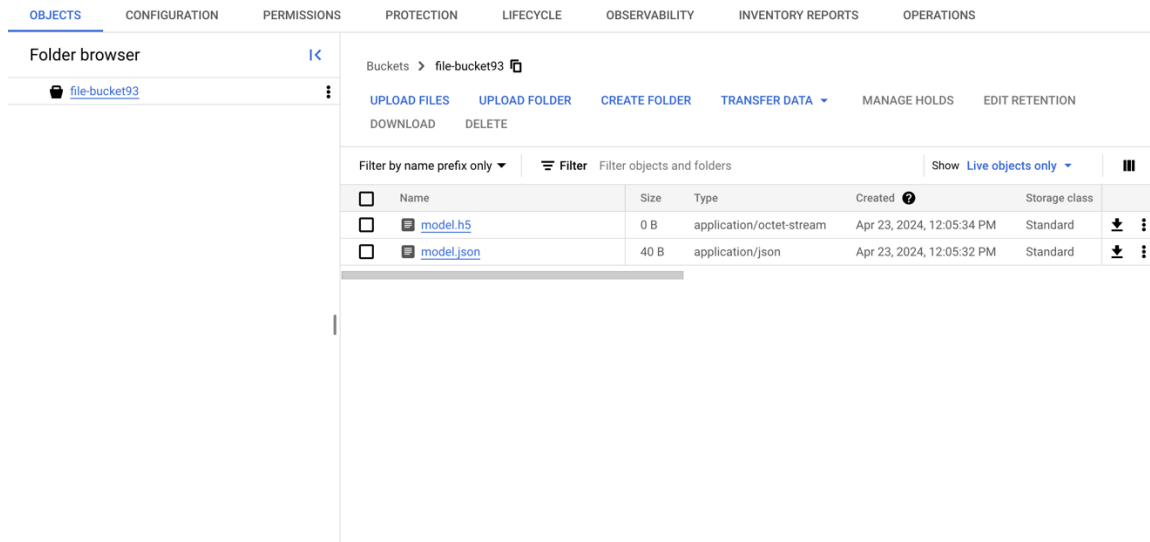 OBJECTS CONFIGURATION PERMISSIONS PROTECTION LIFECYCLE OBSERVABILITY INVENTORY REPORTS OPERATIONS
Folder browser
file-bucket93
Buckets > file-bucket93
UPLOAD FILES UPLOAD FOLDER CREATE FOLDER TRANSFER DATA MANAGE HOLDS EDIT RETENTION
DOWNLOAD DELETE
Filter by name prefix only Filter Filter objects and folders Show Live objects only
Name Size Type Created Storage class
model.h5 0 B application/octet-stream Apr 23, 2024, 12:05:34 PM Standard
model.json 40 B application/json Apr 23, 2024, 12:05:32 PM Standard